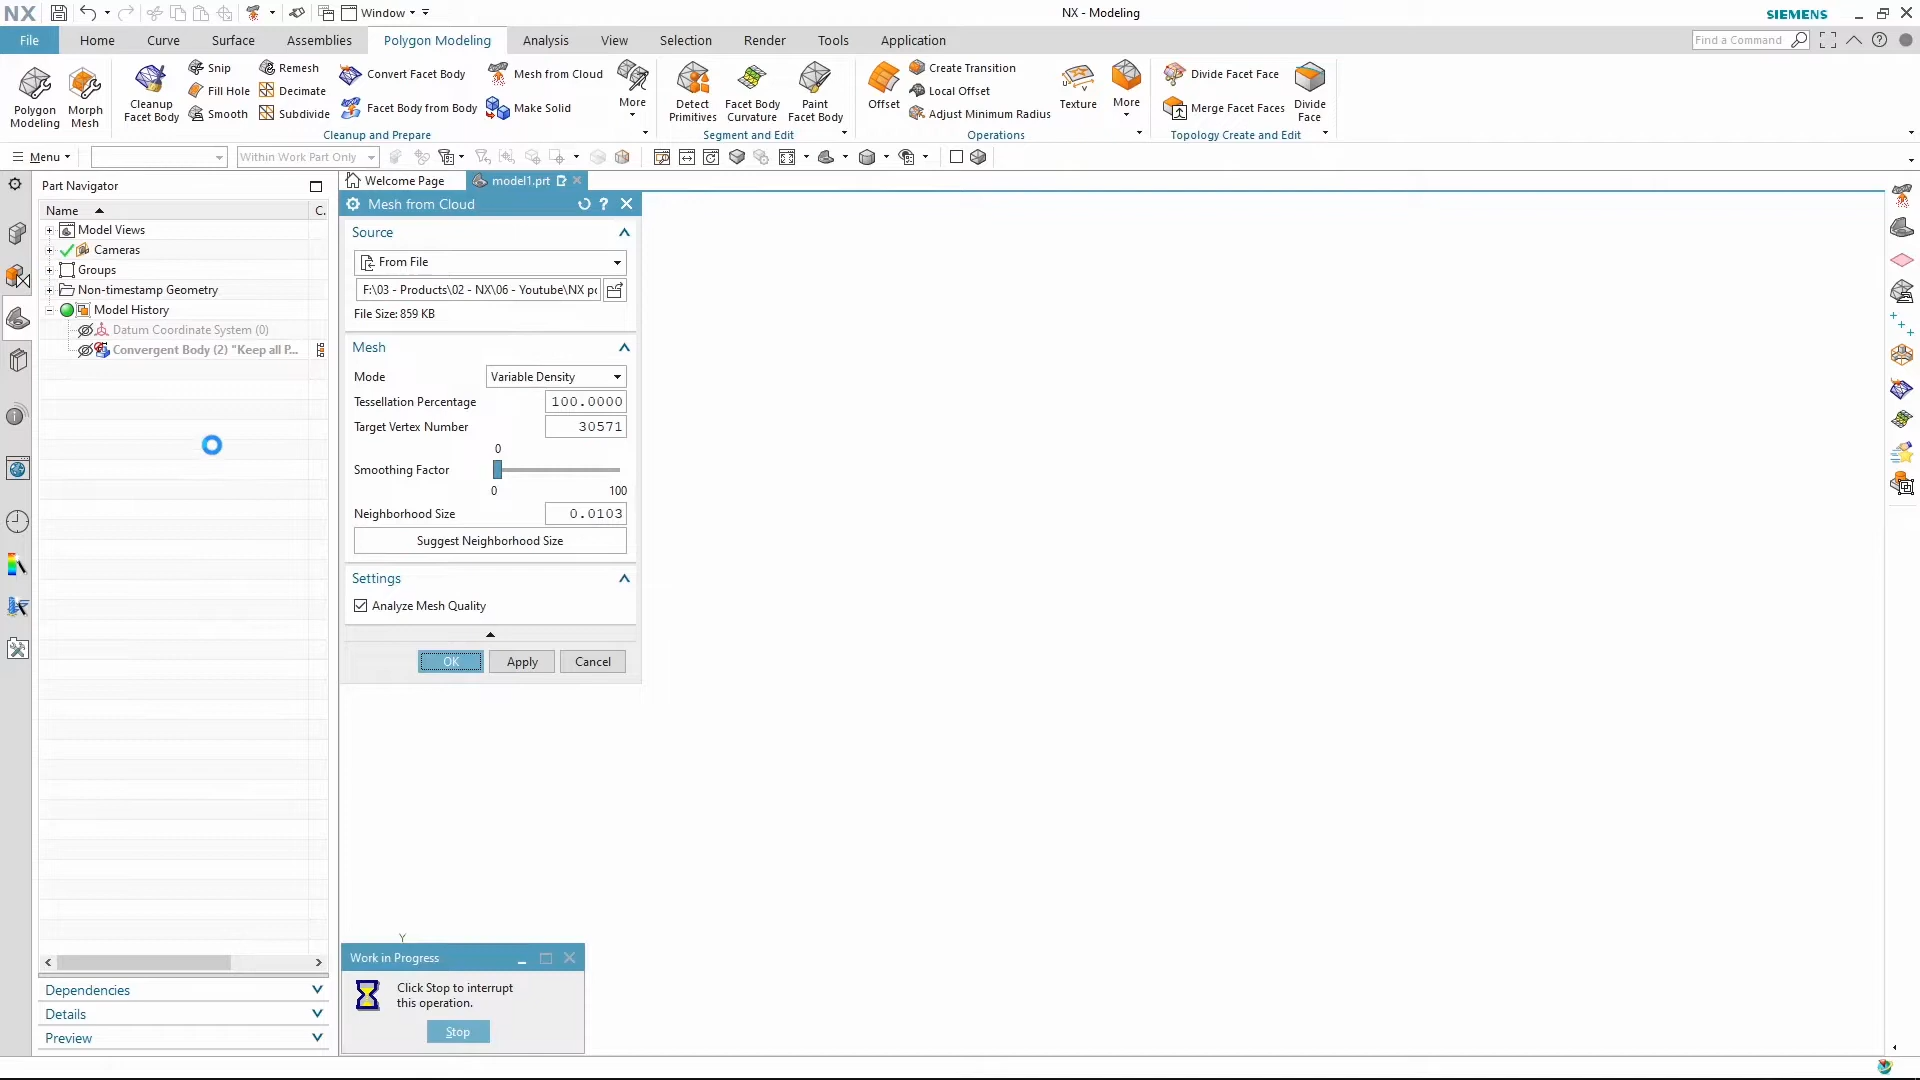 NX
Window
NX - Modeling
SIEMENS
File
Home
Curve
Surface
Assemblies
Polygon Modeling
Analysis
View
Selection
Render
Tools
Application
Find a Command
Polygon
Modeling
Morph
Mesh
Cleanup
Facet Body
Snip
Fill Hole
Smooth
Remesh
Decimate
Subdivide
Convert Facet Body
Facet Body from Body
Mesh from Cloud
Make Solid
More
Cleanup and Prepare
Detect
Primitives
Facet Body
Curvature
Paint
Facet Body
Segment and Edit
Offset
Create Transition
Local Offset
Adjust Minimum Radius
Texture
More
Operations
Divide Facet Face
Merge Facet Faces
Divide
Face
Topology Create and Edit
Menu
Within Work Part Only
Part Navigator
Name
C.
Model Views
Cameras
Groups
Non-timestamp Geometry
Model History
Datum Coordinate System (0)
Convergent Body (2) "Keep all P...
Dependencies
Details
Preview
Welcome Page
model1.prt
Mesh from Cloud
Source
From File
F:\03 - Products\02 - NX\06 - Youtube\NX p
File Size: 859 KB
Mesh
Mode
Variable Density
Tessellation Percentage
100.0000
Target Vertex Number
30571
0
Smoothing Factor
0
100
Neighborhood Size
0.0103
Suggest Neighborhood Size
Settings
Analyze Mesh Quality
OK
Apply
Cancel
Y
Work in Progress
Click Stop to interrupt
this operation.
Stop